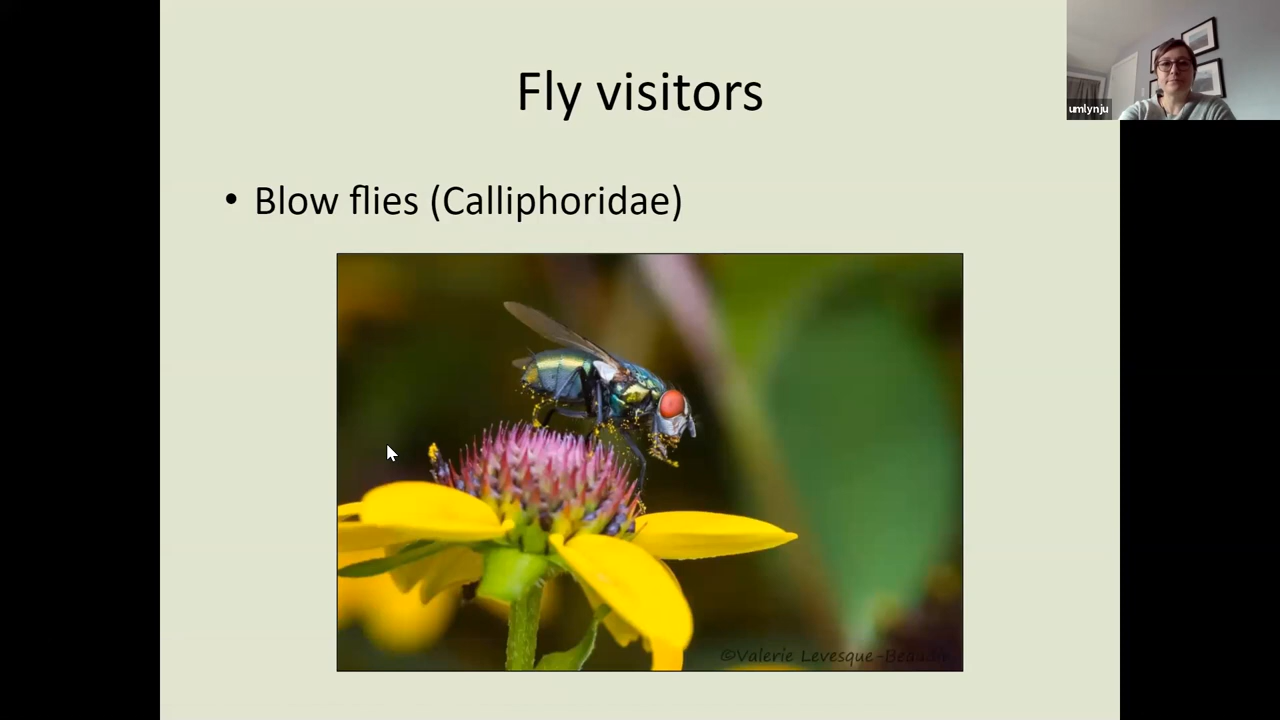 Fly visitors
• Blow flies (Calliphoridae)
umlynju
©Valerie Levesque-Beaudin